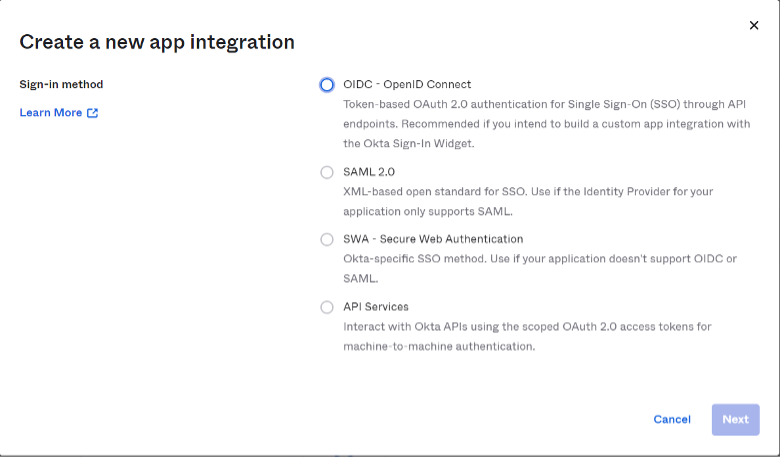 Create a new app integration
Sign-in method
Learn More
OIDC - OpenID Connect
Token-based OAuth 2.0 authentication for Single Sign-On (SSO) through API
endpoints. Recommended if you intend to build a custom app integration with
the Okta Sign-In Widget.
SAML 2.0
XML-based open standard for SSO. Use if the Identity Provider for your
application only supports SAML.
SWA - Secure Web Authentication
Okta-specific SSO method. Use if your application doesn't support OIDC or
SAML.
API Services
Interact with Okta APIs using the scoped OAuth 2.0 access tokens for
machine-to-machine authentication.
Cancel
Next